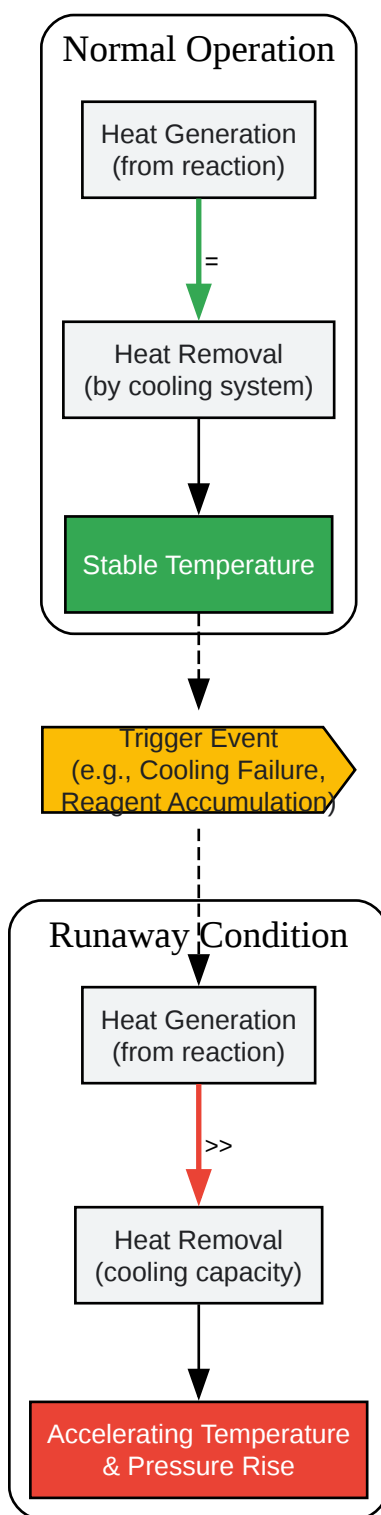 Normal Operation
Heat Generation
(from reaction)
=
Heat Removal
(by cooling system)
Stable Temperature
Trigger Event
(e.g., Cooling Failure,
Reagent Accumulation)
Runaway Condition
Heat Generation
(from reaction)
>>
Heat Removal
(cooling capacity)
Accelerating Temperature
& Pressure Rise